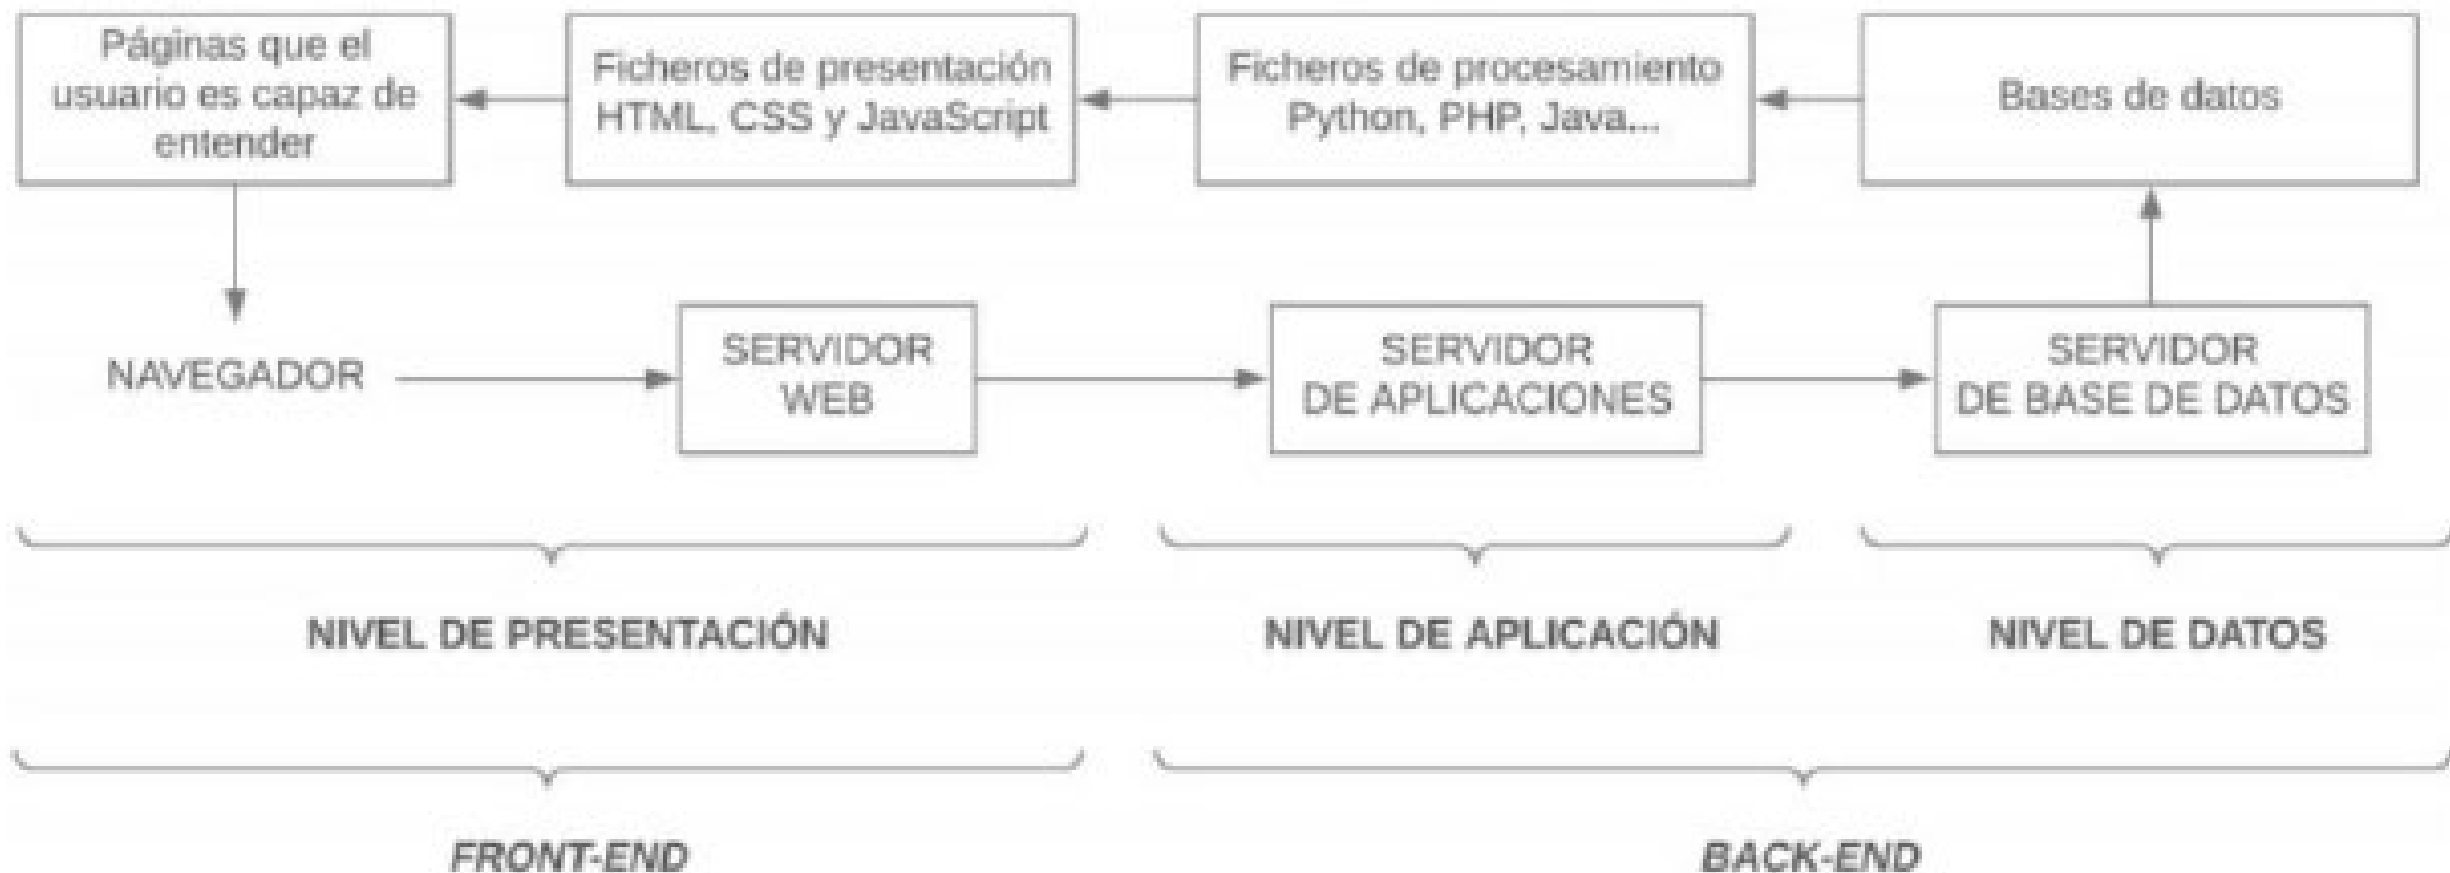 Páginas que el
usuario es capaz de
entender
Ficheros de presentación
HTML, CSS y JavaScript
Ficheros de procesamiento
Python, PHP, Java...
Bases de datos
NAVEGADOR
SERVIDOR
WEB
SERVIDOR
DE APLICACIONES
SERVIDOR
DE BASE DE DATOS
NIVEL DE PRESENTACIÓN
NIVEL DE APLICACIÓN
NIVEL DE DATOS
FRONT-END
BACK-END